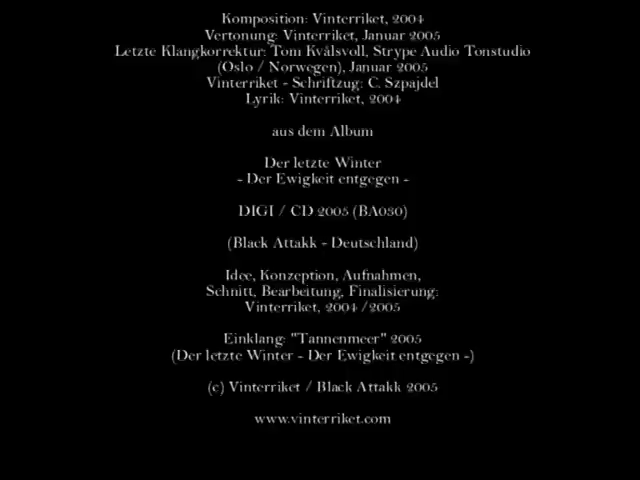 Komposition: Vinterriket, 2004
Vertonung: Vinterriket, Januar 2005
Letzte Klangkorrektur: Tom Kvålsvoll, Strype Audio Tonstudio
(Oslo / Norwegen), Januar 2005
Vinterriket - Schriftzug: C. Szpajdel
Lyrik: Vinterriket, 2004
aus dem Album
Der letzte Winter
- Der Ewigkeit entgegen -
DIGI / CD 2005 (BA030)
(Black Attakk - Deutschland)
Idee, Konzeption, Aufnahmen,
Schnitt, Bearbeitung, Finalisierung:
Vinterriket, 2004/2005
Einklang: "Tannenmeer" 2005
(Der letzte Winter - Der Ewigkeit entgegen -)
(c) Vinterriket / Black Attakk 2005
www.vinterriket.com